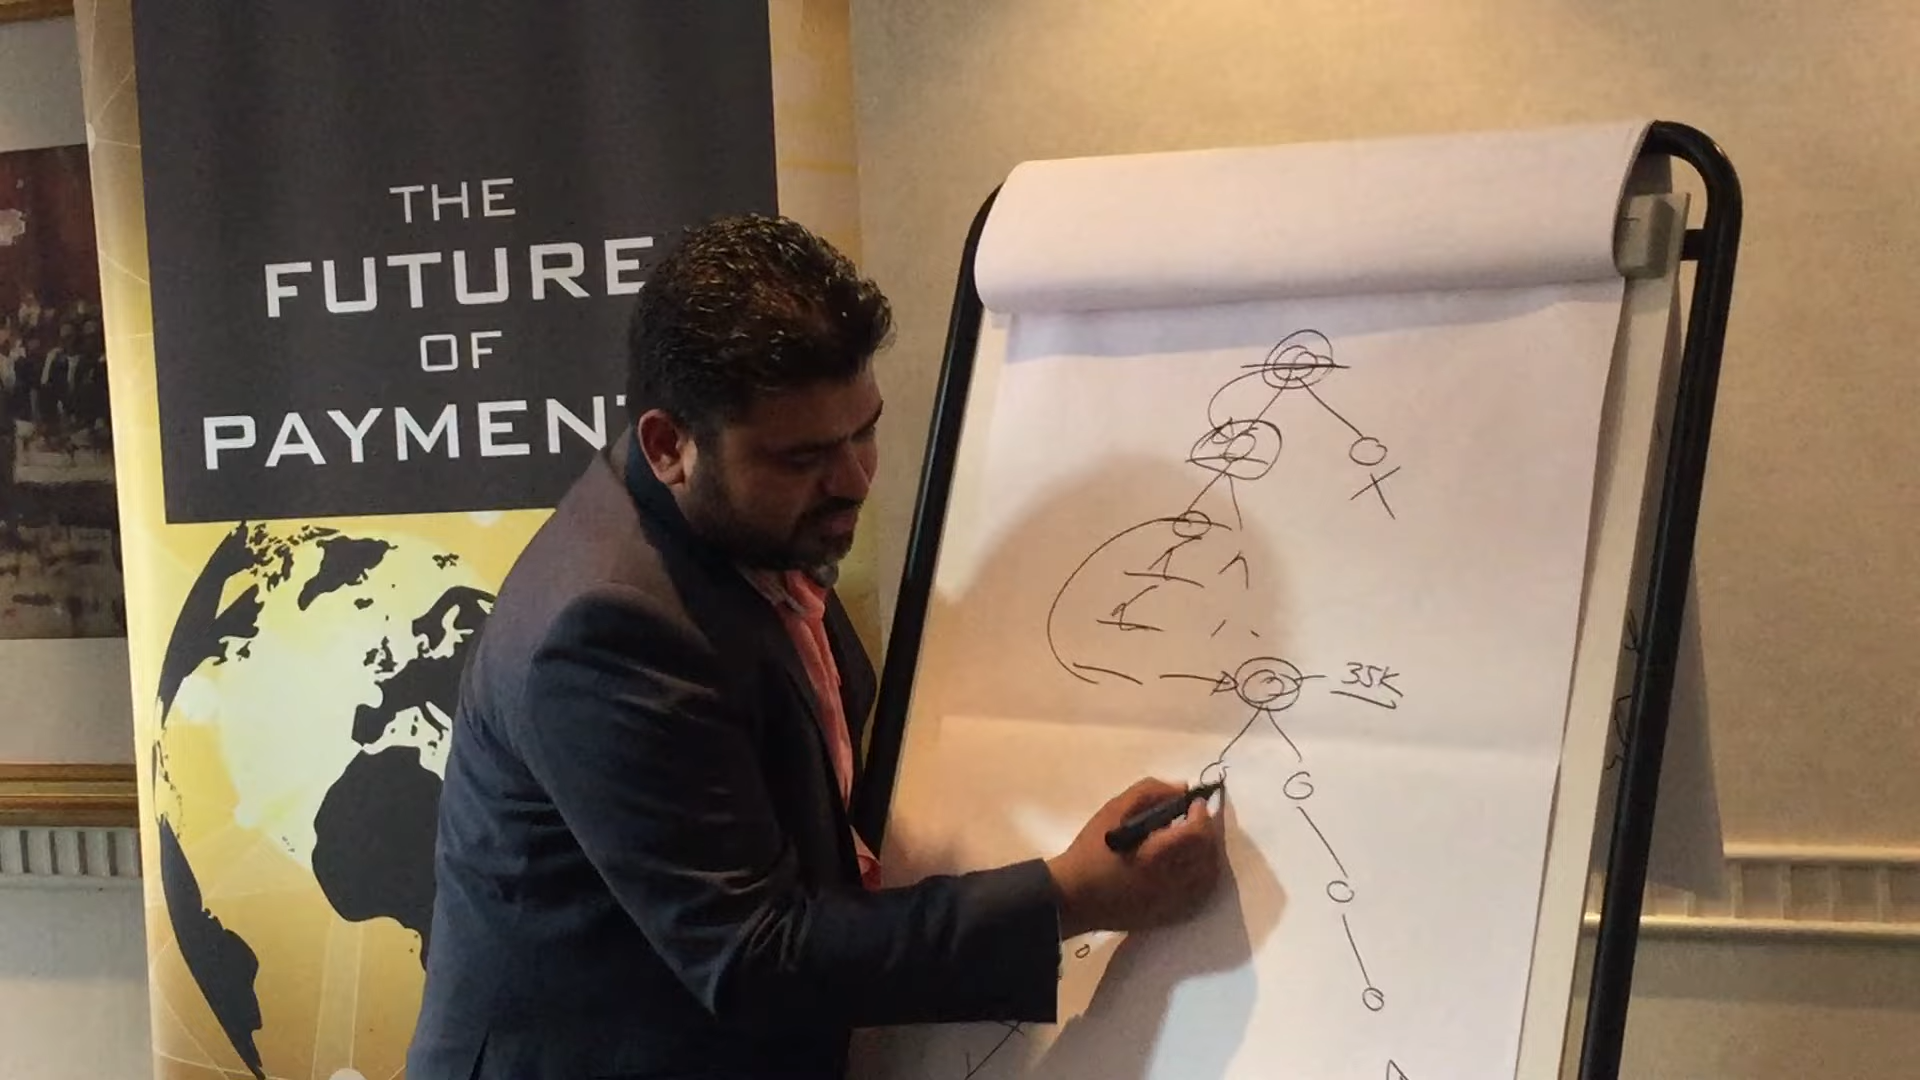 THE
FUTURE
OF
PAYMENT
35K
X